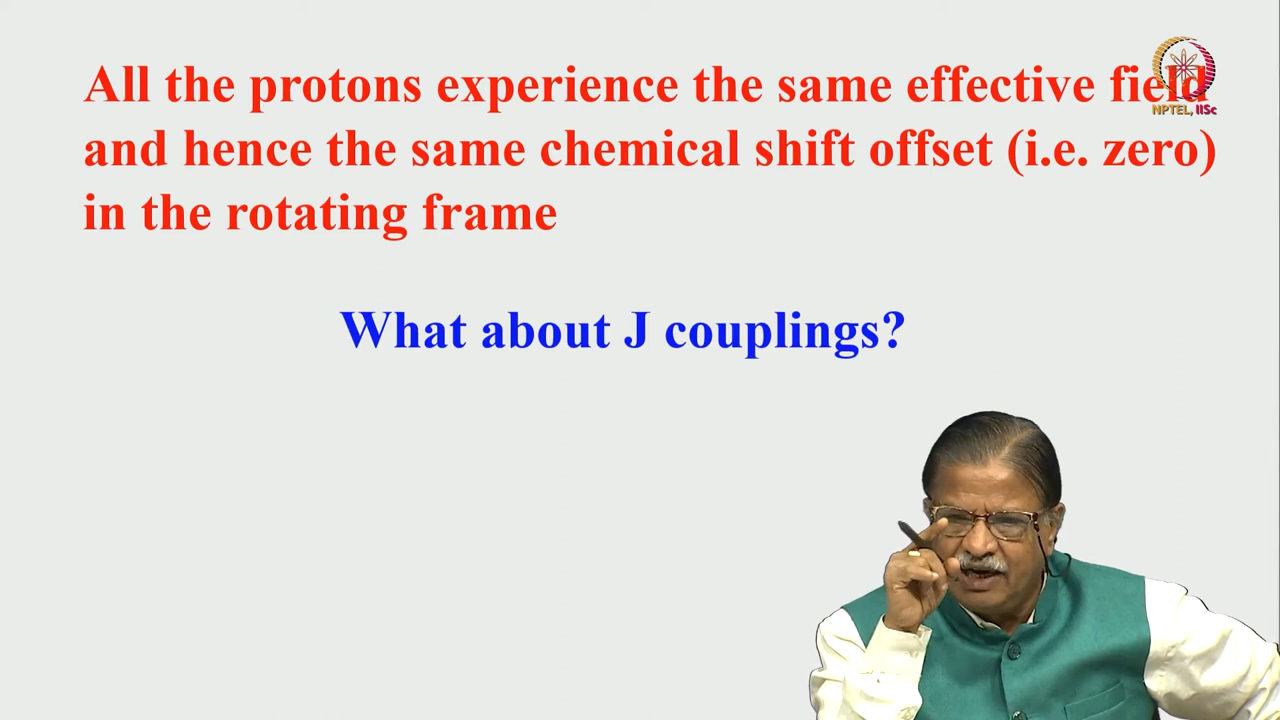 All the protons experience the same effective field
and hence the same chemical shift offset (i.e. zero)
in the rotating frame
What about J couplings?
NPTEL, IISc